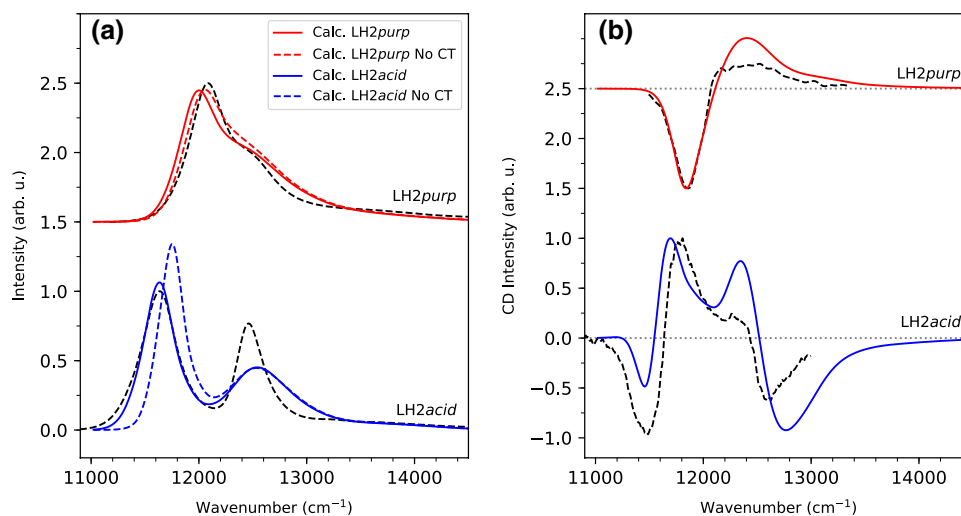 (a)
Calc. LH2purp
Calc. LH2purp No CT
Calc. LH2acid
Calc. LH2acid No CT
2.5
2.0
1.5
1.0
0.5
0.0
Intensity (arb. u.)
LH2purp
LH2acid
11000 12000 13000 14000
Wavenumber (cm⁻¹)
(b)
3.0
2.5
2.0
2.5
1.0
0.5
0.0
−0.5
−1.0
CD Intensity (arb. u.)
LH2purp
LH2acid
11000 12000 13000 14000
Wavenumber (cm⁻¹)